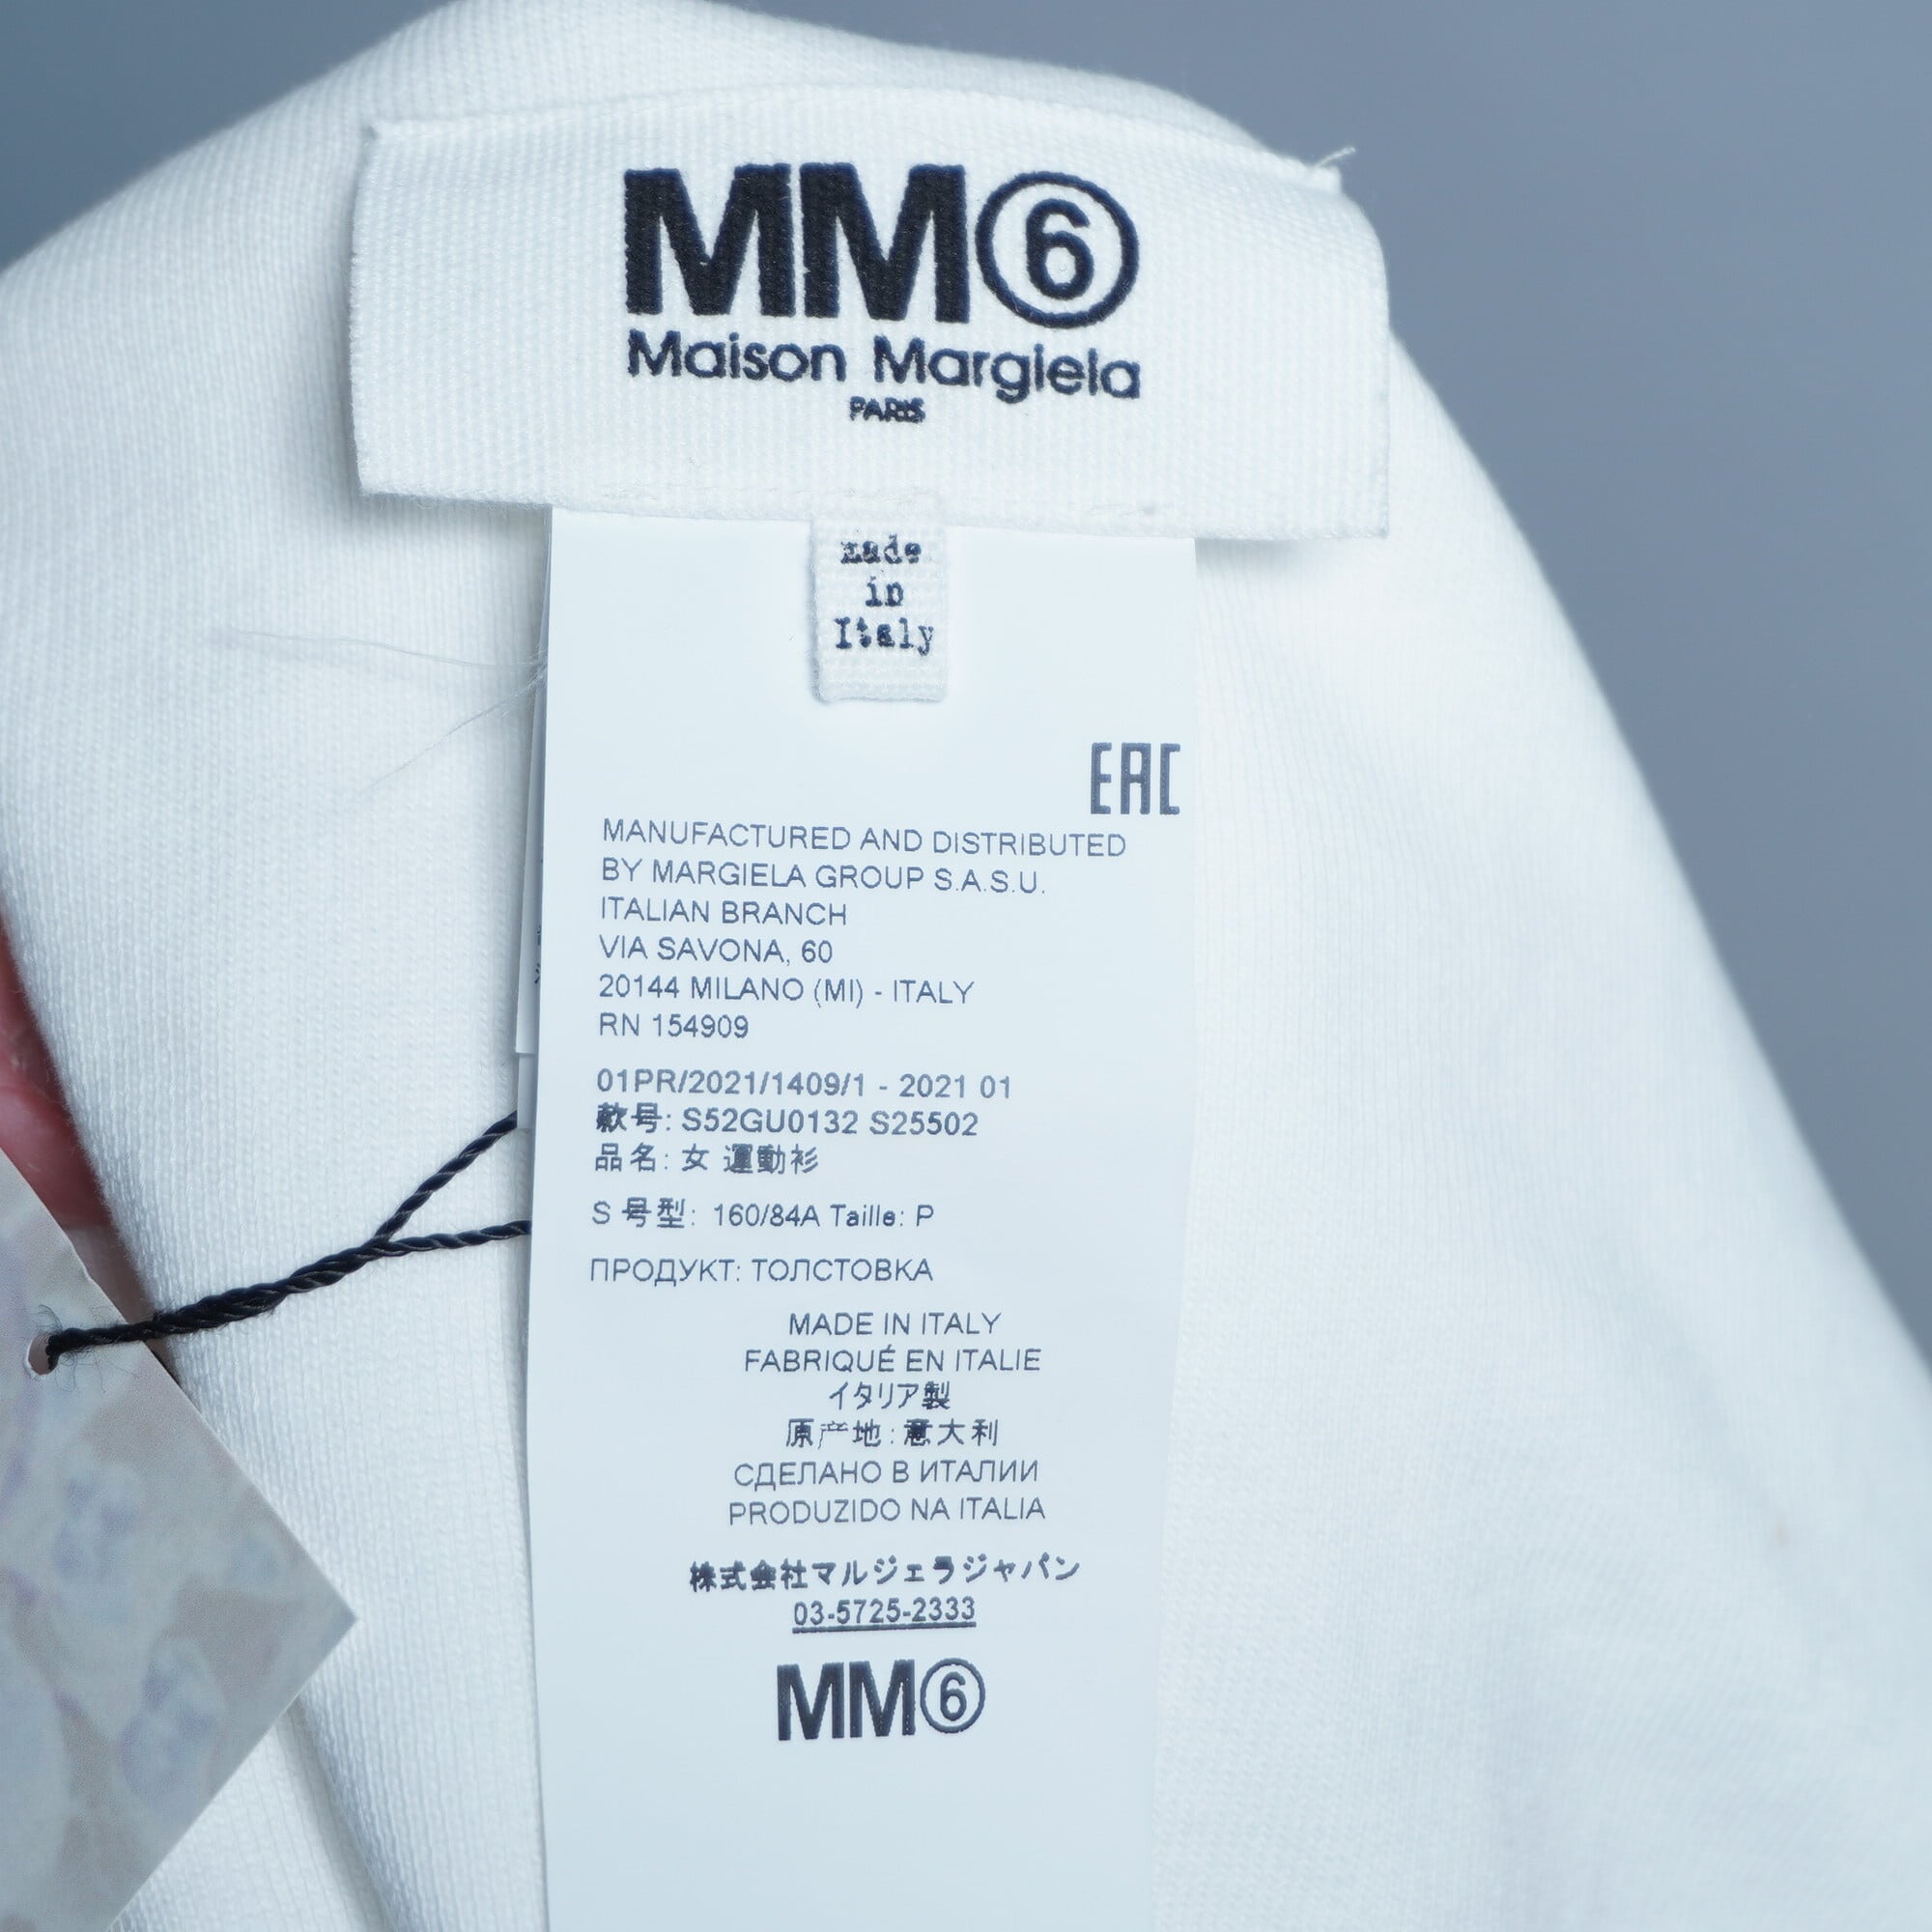 MM⑥
Maison Margiela
PARIS
made
in
Italy
EAC
MANUFACTURED AND DISTRIBUTED
BY MARGIELA GROUP S.A.S.U.
ITALIAN BRANCH
VIA SAVONA, 60
20144 MILANO (MI) - ITALY
RN 154909
01PR/2021/1409/1 - 2021 01
款号: S52GU0132 S25502
品名: 女 運動衫
S 号型: 160/84A Taille: P
ПРОДУКТ: ТОЛСТОВКА
MADE IN ITALY
FABRIQUÉ EN ITALIE
イタリア製
原产地:意大利
СДЕЛАНО В ИТАЛИИ
PRODUZIDO NA ITALIA
株式会社マルジェラジャパン
03-5725-2333
MM⑥